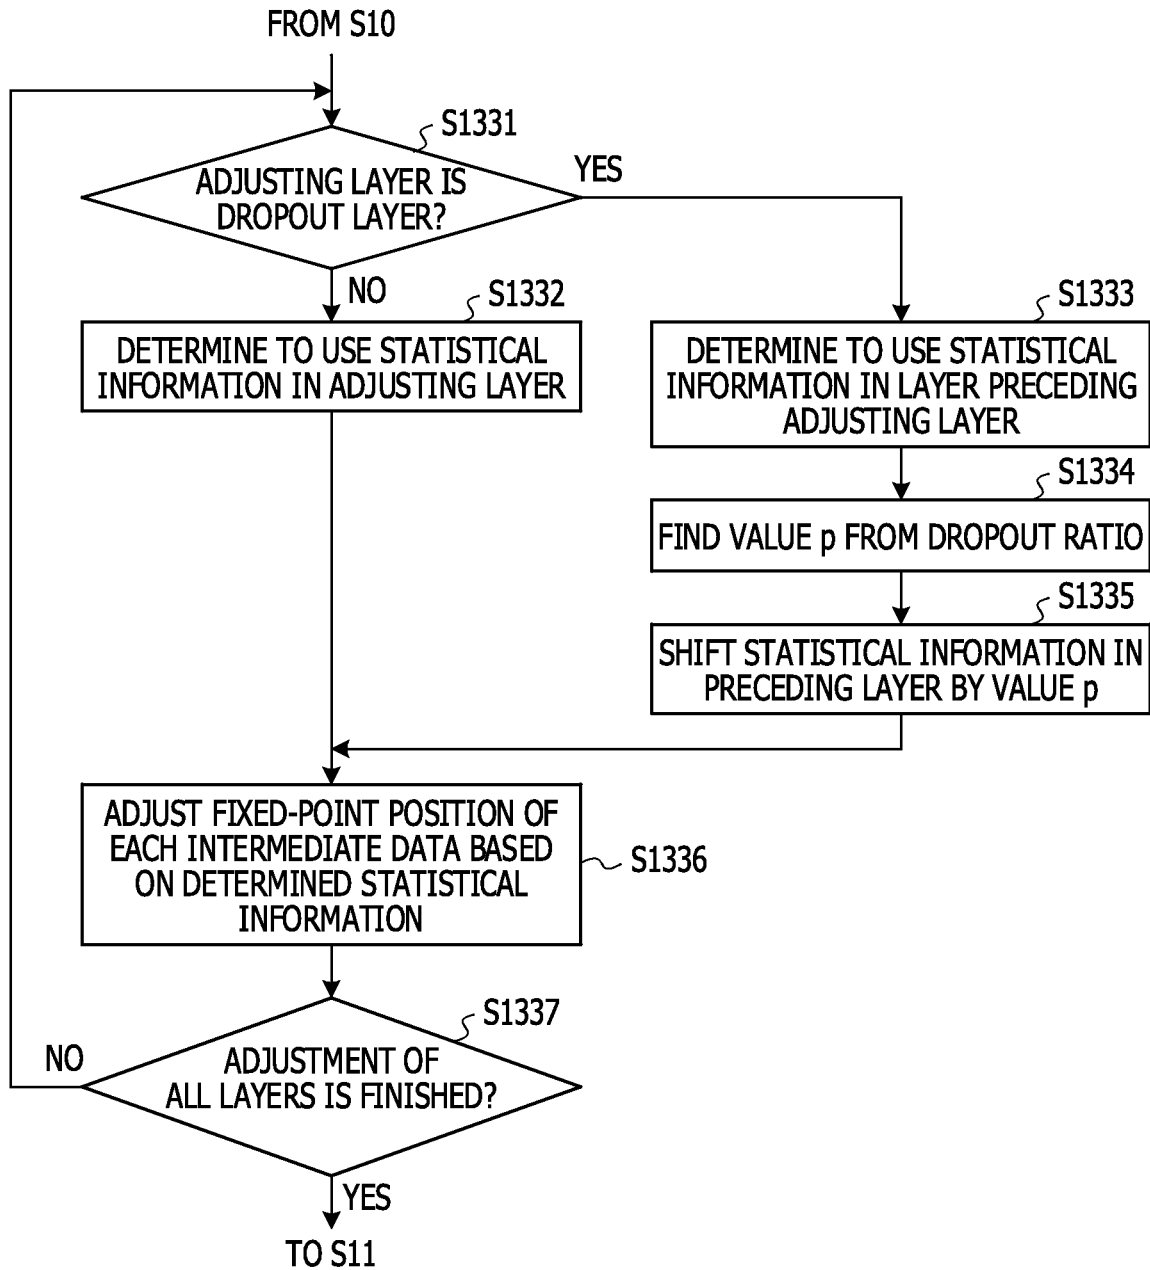 FROM S10
S1331
ADJUSTING LAYER IS
DROPOUT LAYER?
YES
NO
S1332
DETERMINE TO USE STATISTICAL
INFORMATION IN ADJUSTING LAYER
S1333
DETERMINE TO USE STATISTICAL
INFORMATION IN LAYER PRECEDING
ADJUSTING LAYER
S1334
FIND VALUE p FROM DROPOUT RATIO
S1335
SHIFT STATISTICAL INFORMATION IN
PRECEDING LAYER BY VALUE p
ADJUST FIXED-POINT POSITION OF
EACH INTERMEDIATE DATA BASED
ON DETERMINED STATISTICAL
INFORMATION
S1336
S1337
ADJUSTMENT OF
ALL LAYERS IS FINISHED?
NO
YES
TO S11